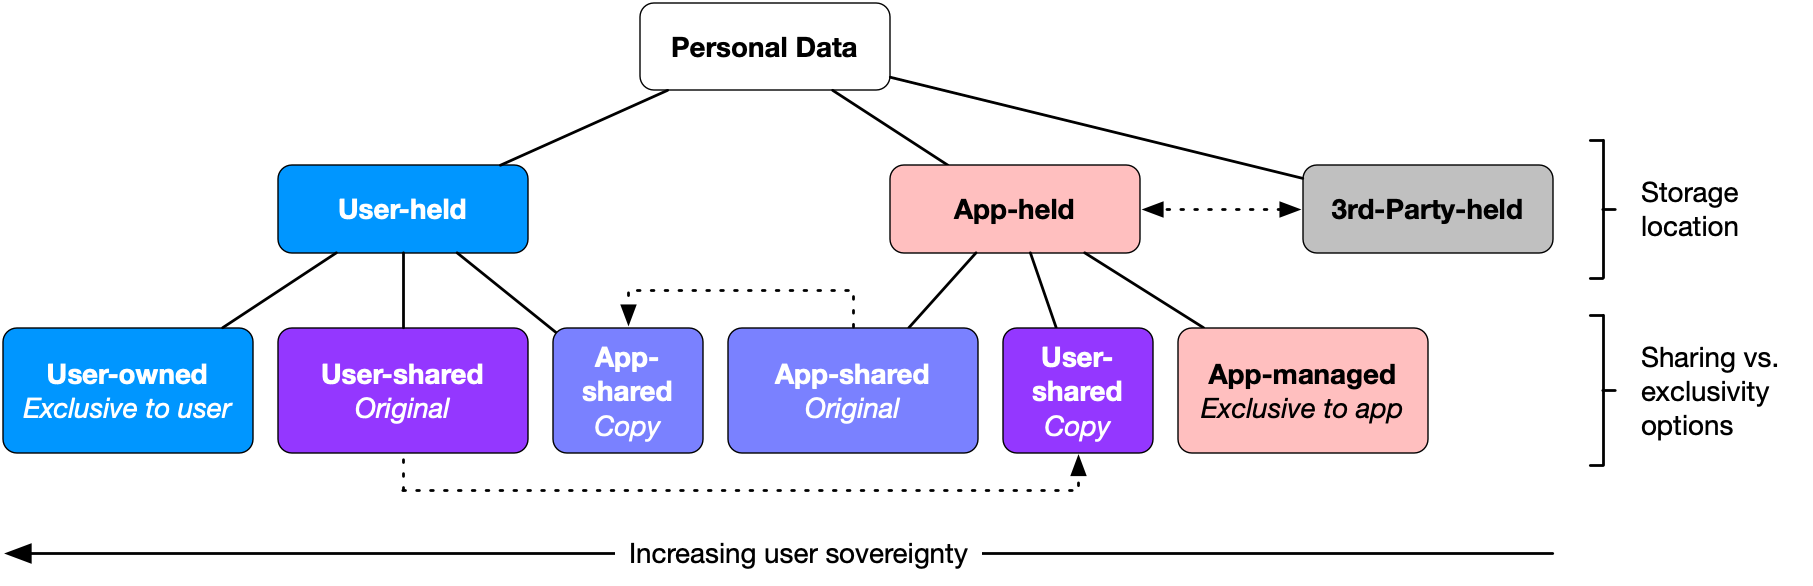 Personal Data
User-held
App-held
3rd-Party-held
Storage
location
User-owned
Exclusive to user
User-shared
Original
App-
shared
Copy
App-shared
Original
User-
shared
Copy
App-managed
Exclusive to app
Sharing vs.
exclusivity
options
Increasing user sovereignty